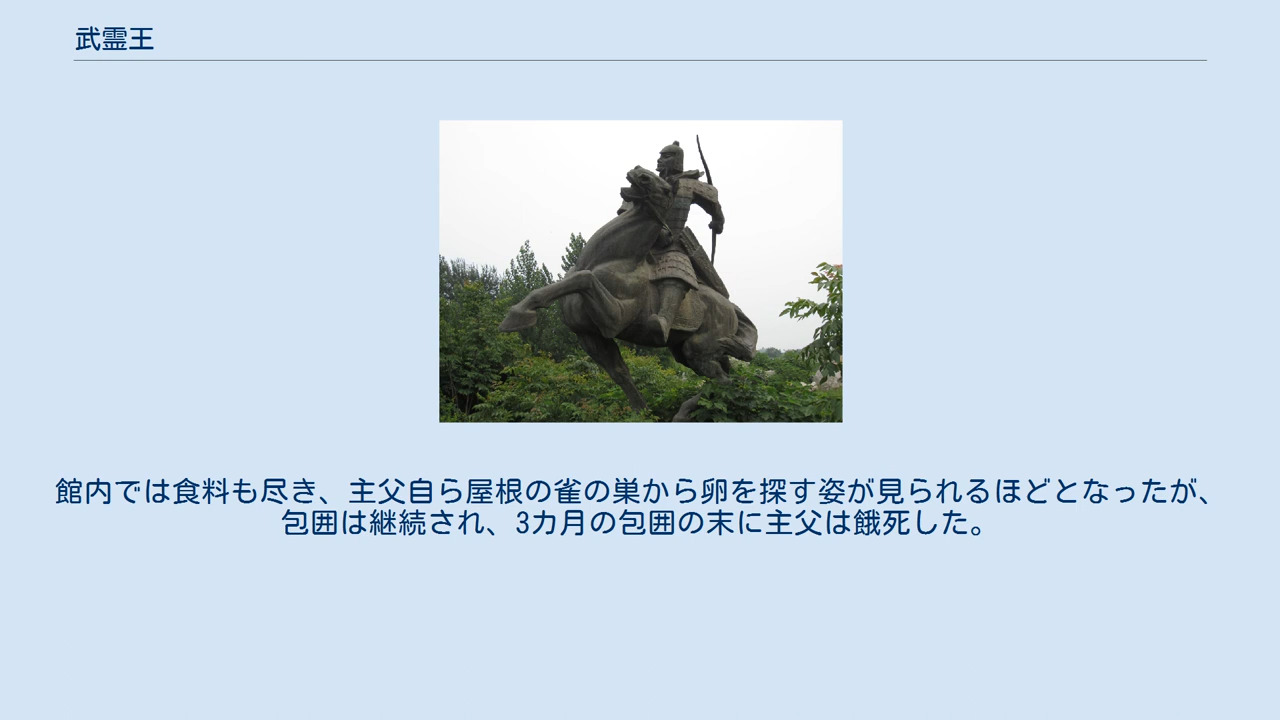 武霊王
館内では食料も尽き、主父自ら屋根の雀の巣から卵を探す姿が見られるほどとなったが、
包囲は継続され、3カ月の包囲の末に主父は餓死した。